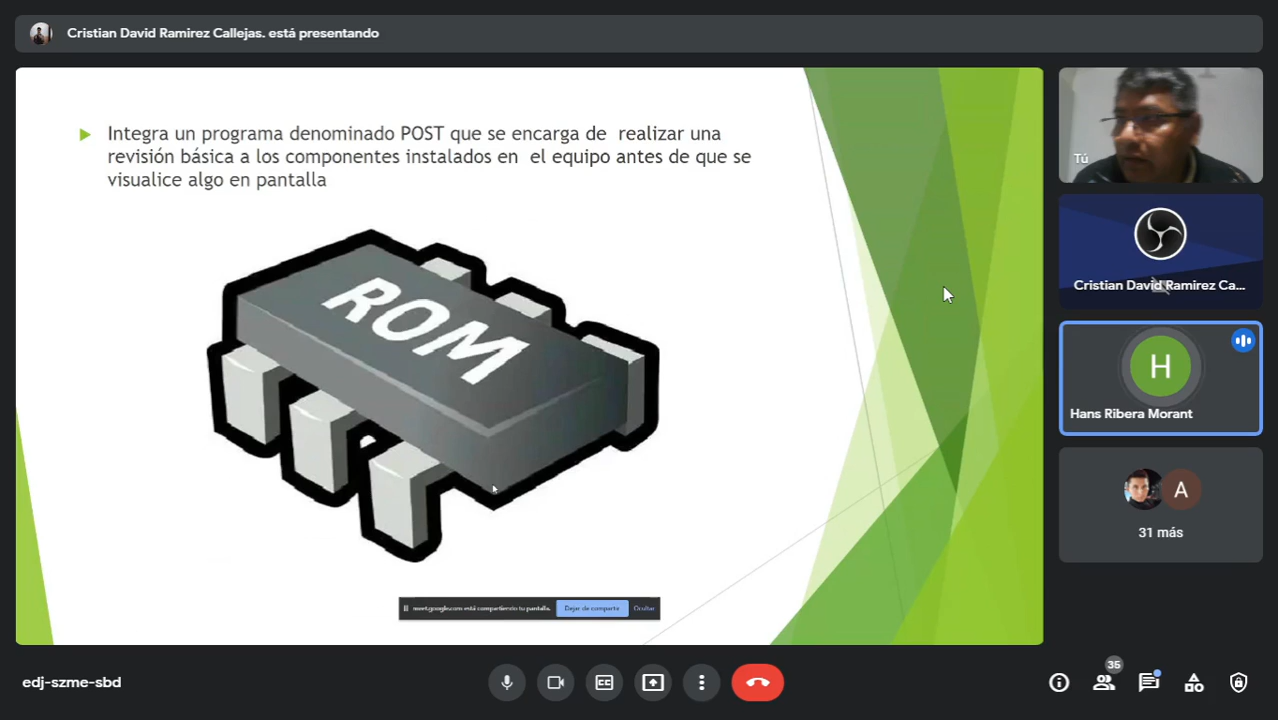 Cristian David Ramirez Callejas. está presentando
Integra un programa denominado POST que se encarga de realizar una
revisión básica a los componentes instalados en el equipo antes de que se
visualice algo en pantalla
ROM
meet.google.com está compartiendo tu pantalla.
Dejar de compartir
Ocultar
Tú
Cristian David Ramirez Ca...
H
Hans Ribera Morant
A
31 más
edj-szme-sbd
CC
35